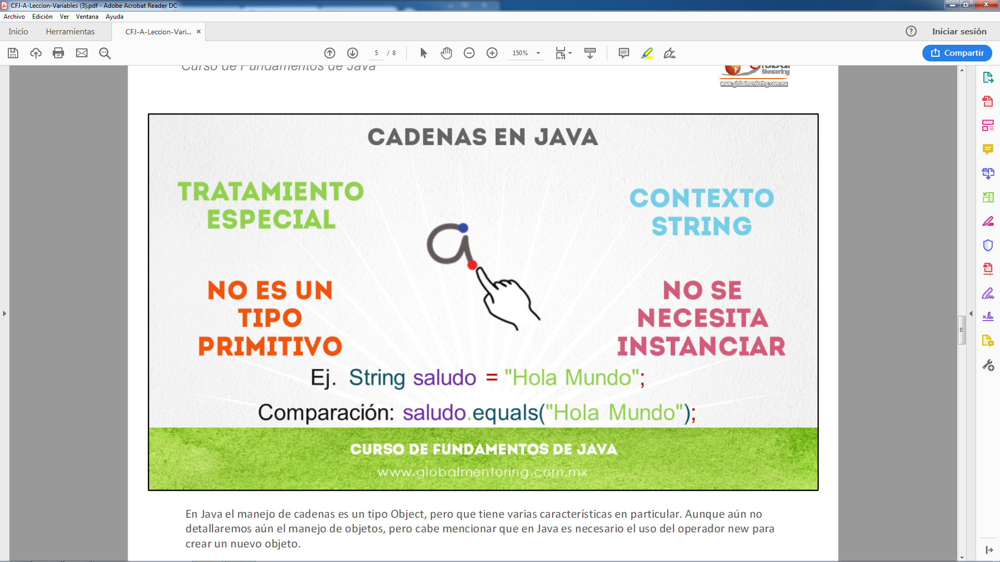 CFJ-A-Leccion-Variables (3).pdf - Adobe Acrobat Reader DC
Archivo Edición Ver Ventana Ayuda
Inicio Herramientas CFJ-A-Leccion-Vari... × ? Iniciar sesión
5 / 8 150% Compartir
Curso de Fundamentos de Java
Global
Mentoring
www.globalmentoring.com.mx
CADENAS EN JAVA
TRATAMIENTO
ESPECIAL
CONTEXTO
STRING
a
NO ES UN
TIPO
PRIMITIVO
NO SE
NECESITA
INSTANCIAR
Ej. String saludo = "Hola Mundo";
Comparación: saludo.equals("Hola Mundo");
CURSO DE FUNDAMENTOS DE JAVA
www.globalmentoring.com.mx
En Java el manejo de cadenas es un tipo Object, pero que tiene varias características en particular. Aunque aún no
detallaremos aún el manejo de objetos, pero cabe mencionar que en Java es necesario el uso del operador new para
crear un nuevo objeto.